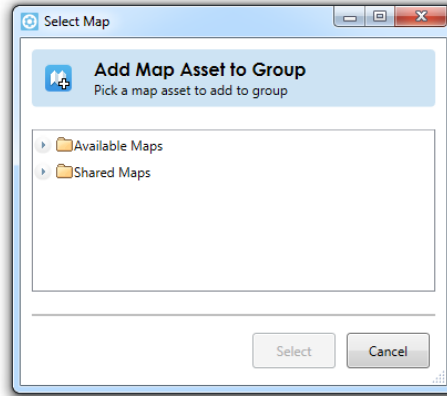 Select Map
Add Map Asset to Group
Pick a map asset to add to group
Available Maps
Shared Maps
Select
Cancel